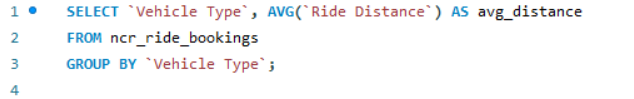 1 SELECT `Vehicle Type`, AVG(`Ride Distance`) AS avg_distance
2 FROM ncr_ride_bookings
3 GROUP BY `Vehicle Type`;
4